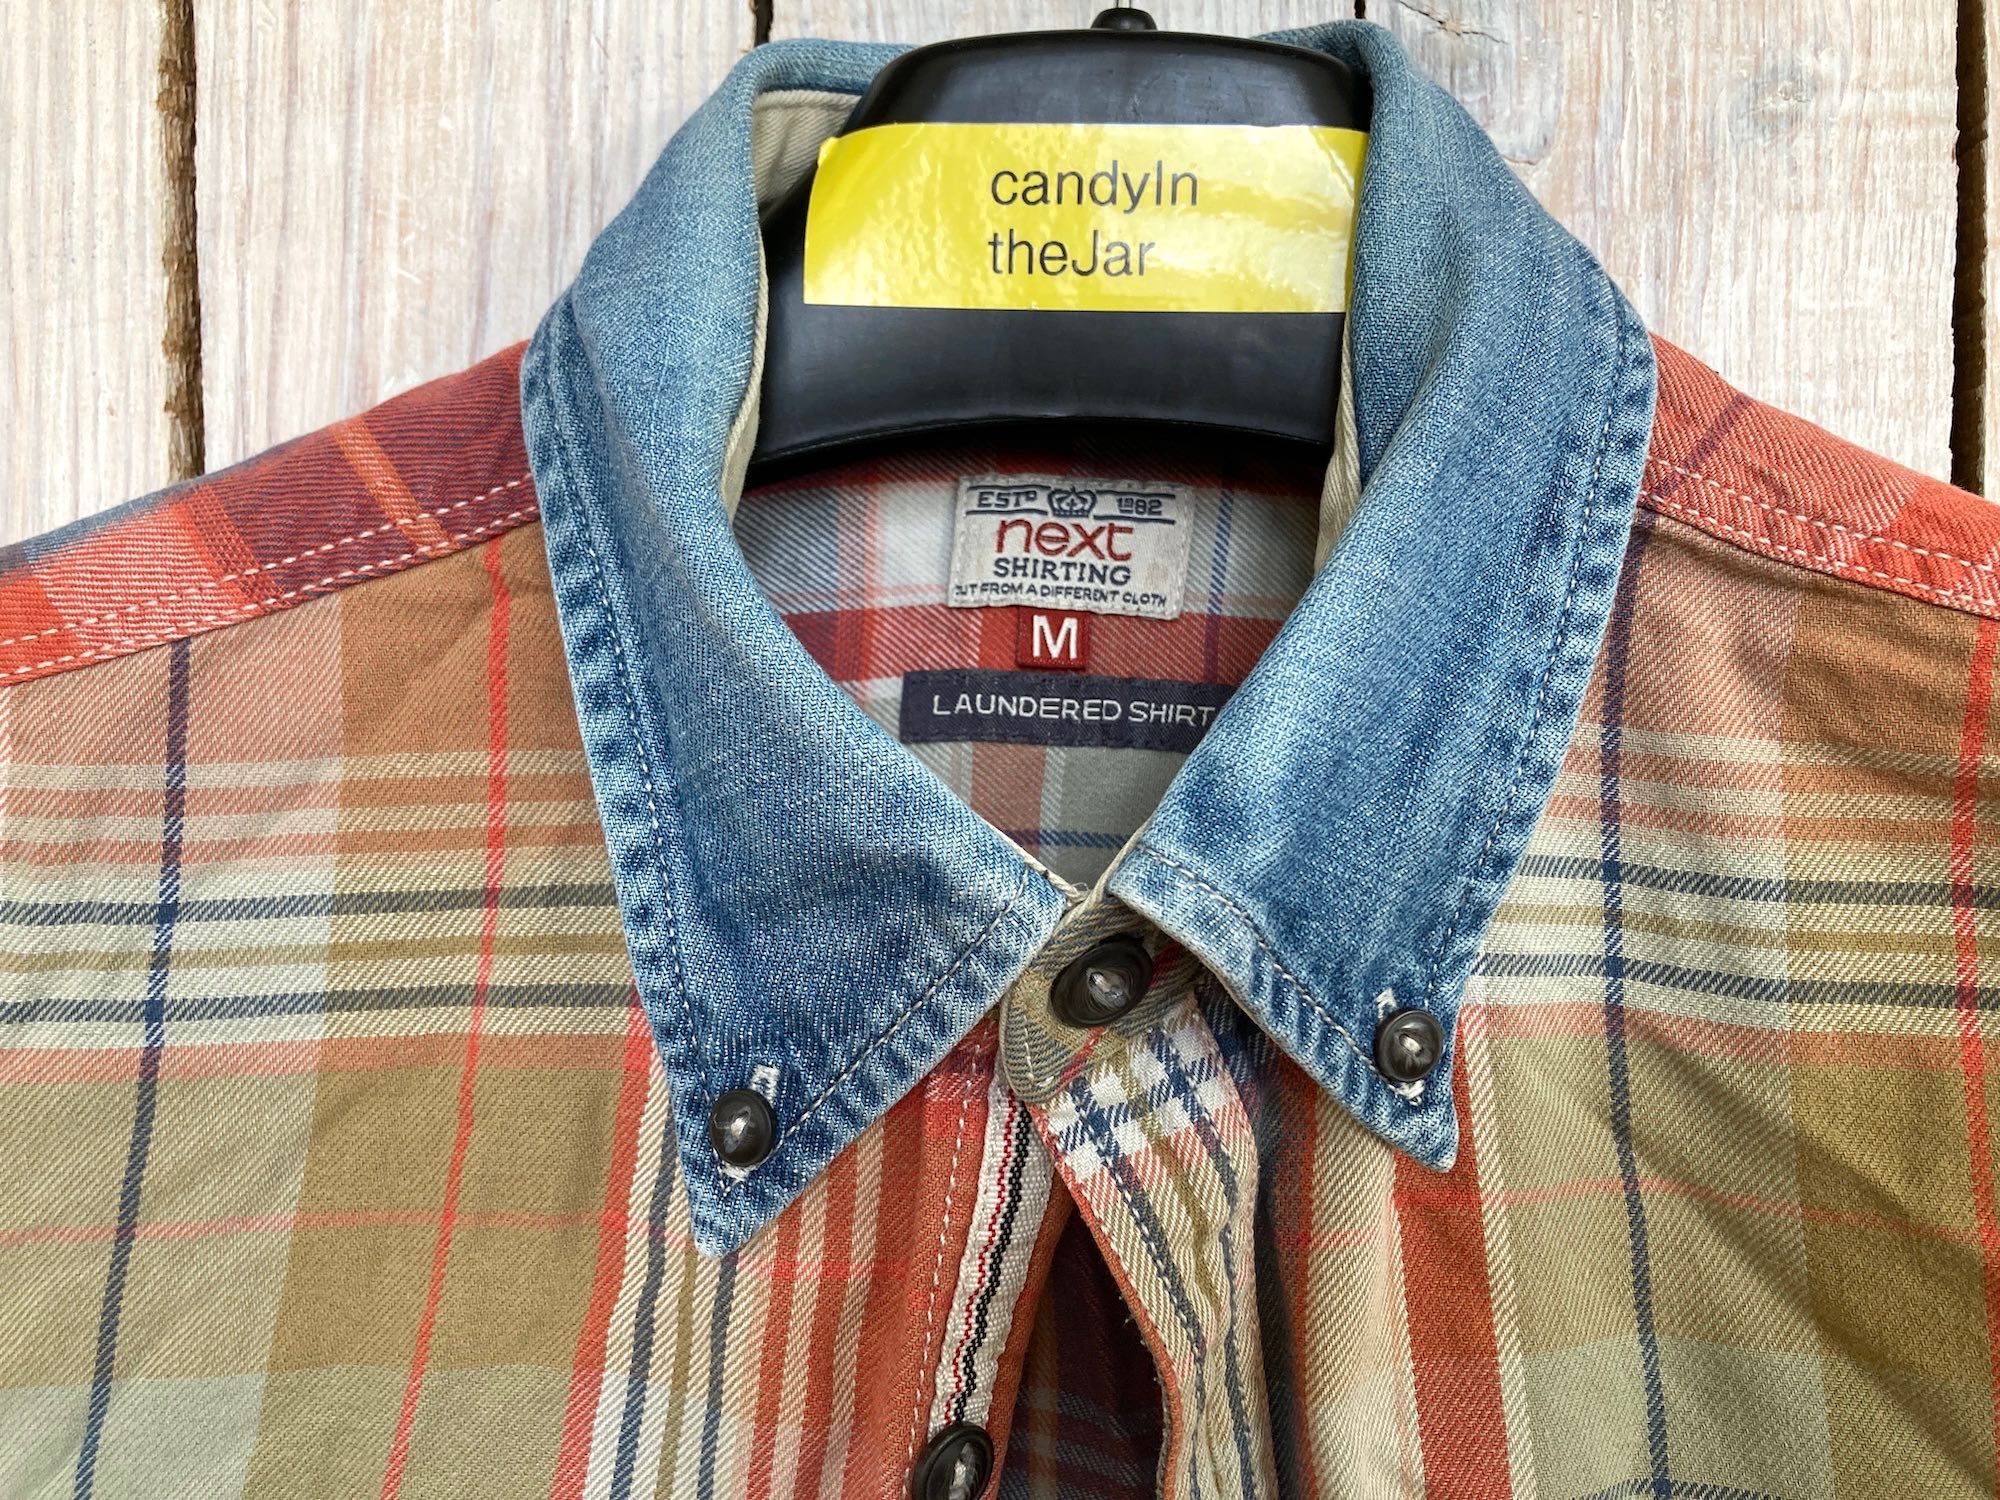 candyIn
theJar
ESTD 1982
next
SHIRTING
CUT FROM A DIFFERENT CLOTH
M
LAUNDERED SHIRT